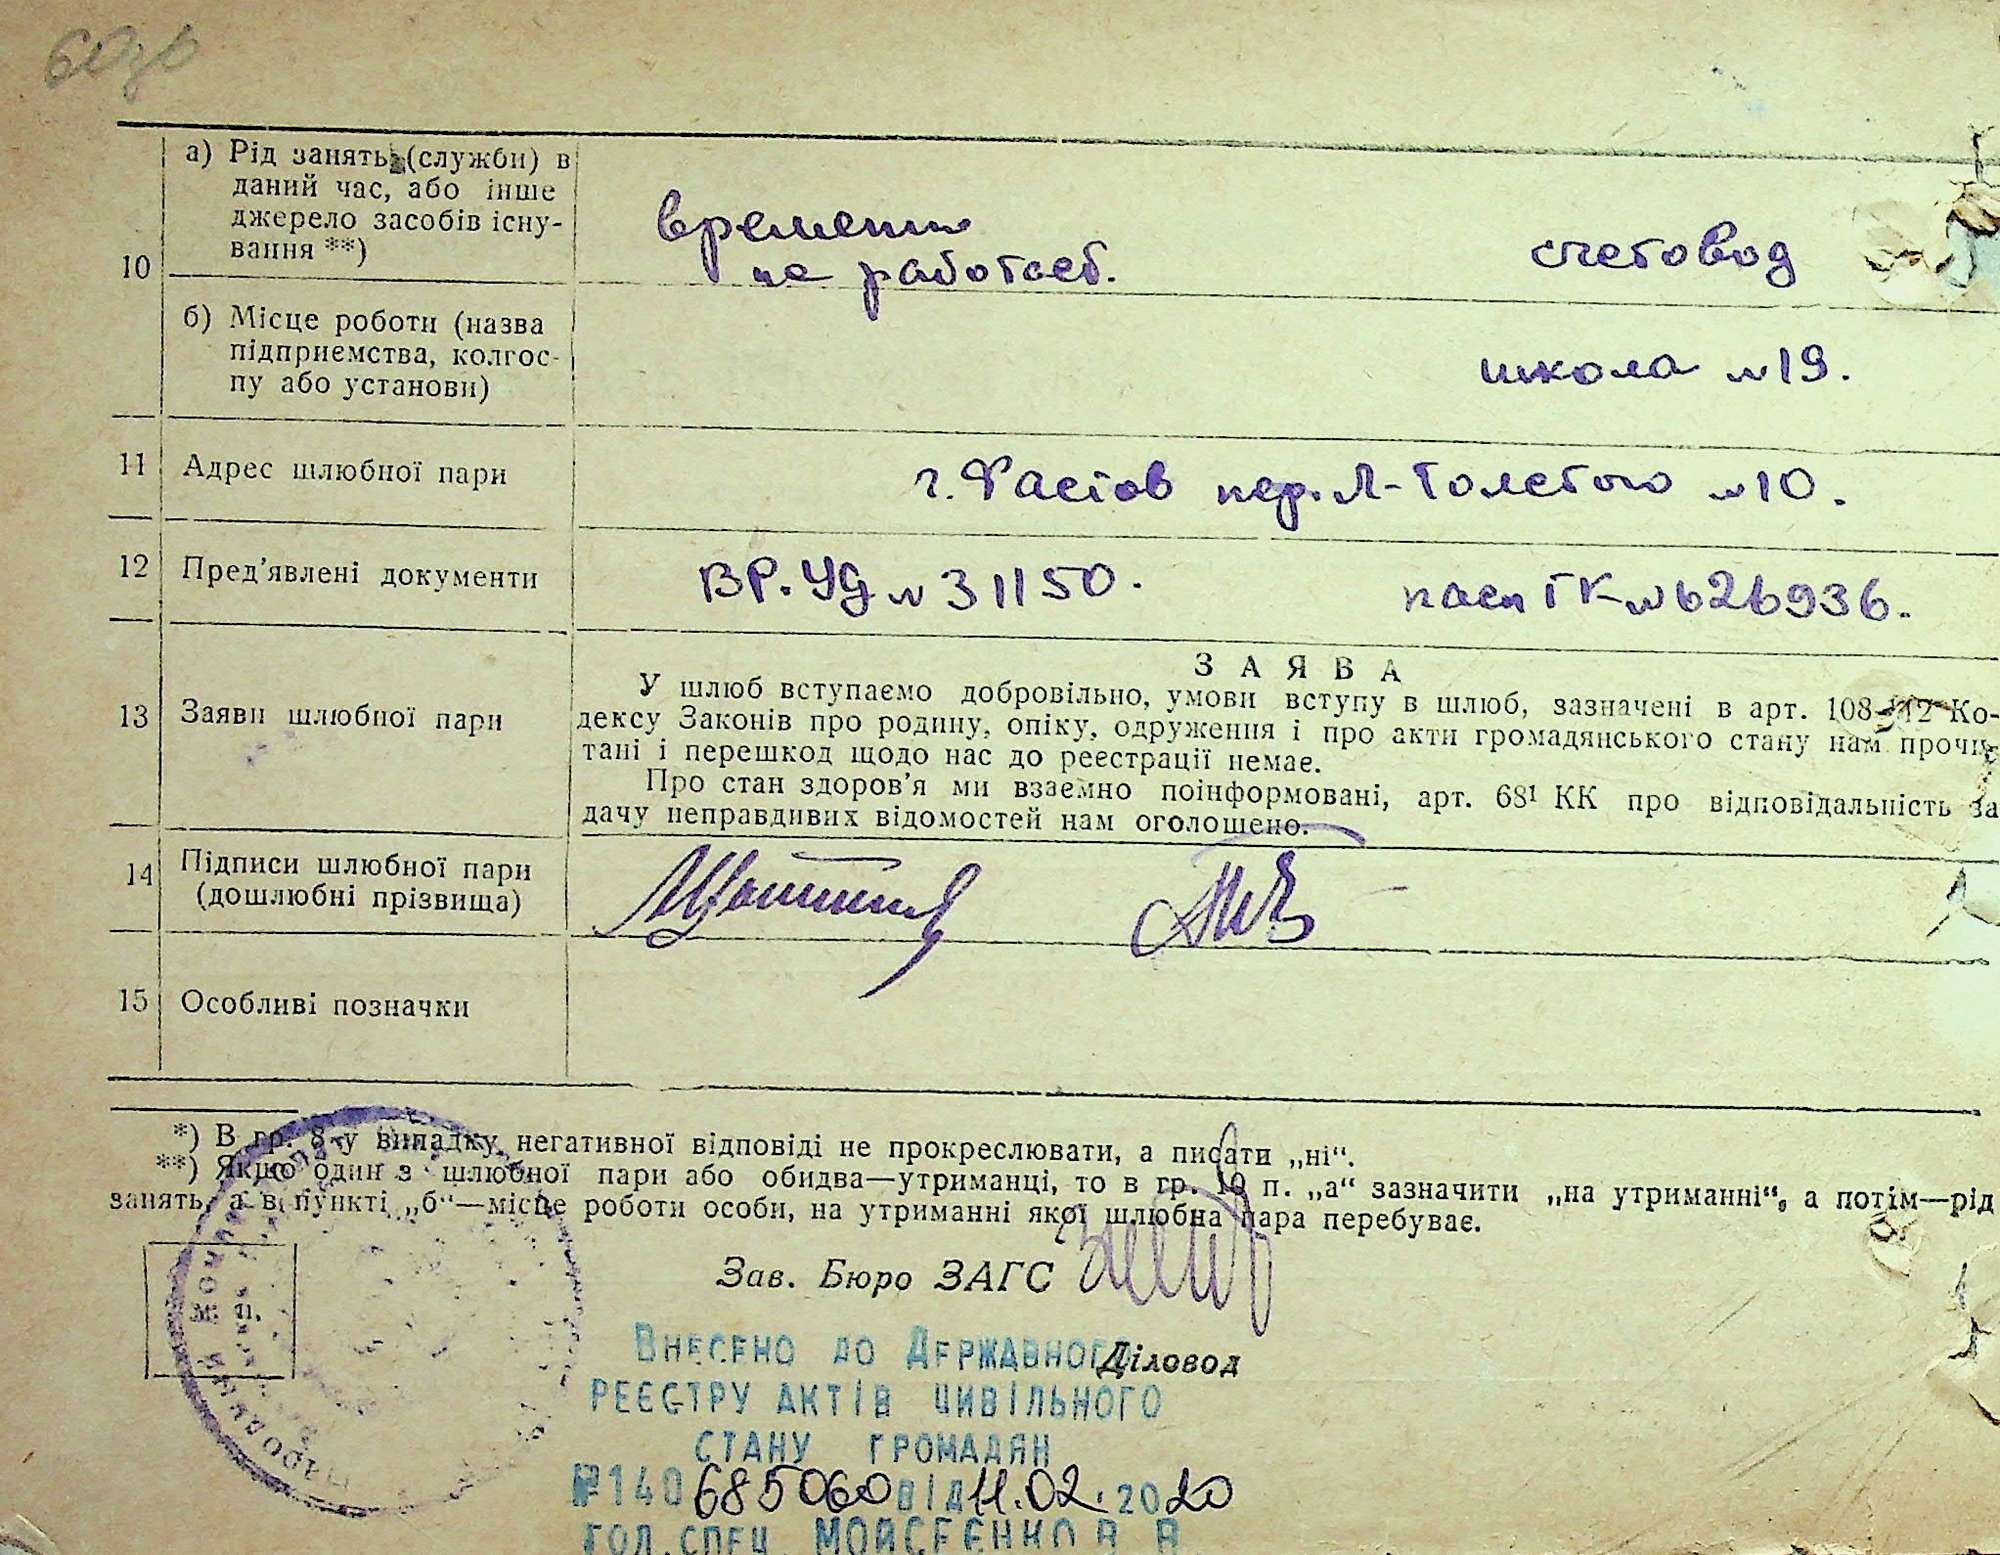 10
а) Рід занять (служби) в
даний час, або інше
джерело засобів існу-
вання **)
временно
не работает.
счетовод
б) Місце роботи (назва
підприємства, колгос-
пу або установи)
школа №19.
11 Адрес шлюбної пари
г. Фастов пер. Л-Толстого №10.
12 Пред'явлені документи
ВР. УД №31150.
пасп ГК №626936.
13 Заяви шлюбної пари
ЗАЯВА
У шлюб вступаємо добровільно, умови вступу в шлюб, зазначені в арт. 108-112 Ко-
дексу Законів про родину, опіку, одруження і про акти громадянського стану нам прочи-
тані і перешкод щодо нас до реєстрації немає.
Про стан здоров'я ми взаємно поінформовані, арт. 68¹ КК про відповідальність за
дачу неправдивих відомостей нам оголошено.
14 Підписи шлюбної пари
(дошлюбні прізвища)
15 Особливі позначки
*) В гр. 8 у випадку негативної відповіді не прокреслювати, а писати „ні“.
**) Якщо один з шлюбної пари або обидва—утриманці, то в гр. 10 п. „а“ зазначити „на утриманні“, а потім—рід
занять, а в пункті „б“—місце роботи особи, на утриманні якої шлюбна пара перебуває.
Зав. Бюро ЗАГС
м. п.
Діловод
ВНЕСЕНО ДО ДЕРЖАВНОГО
РЕЄСТРУ АКТІВ ЦИВІЛЬНОГО
СТАНУ ГРОМАДЯН
№140685060 від 11.02.2020
ГОЛ. СПЕЦ. МОЙСЕЄНКО В. В.